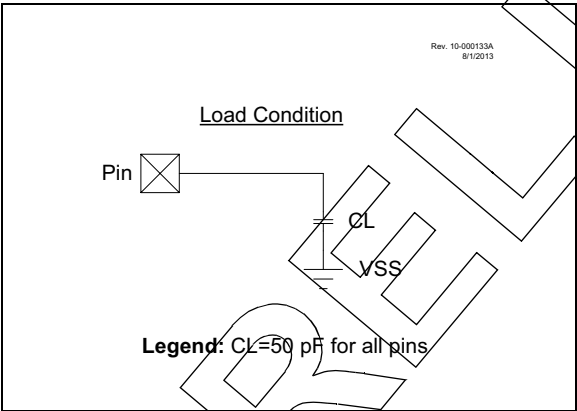 Rev. 10-000133A
8/1/2013
Load Condition
Pin
CL
VSS
Legend: CL=50 pF for all pins